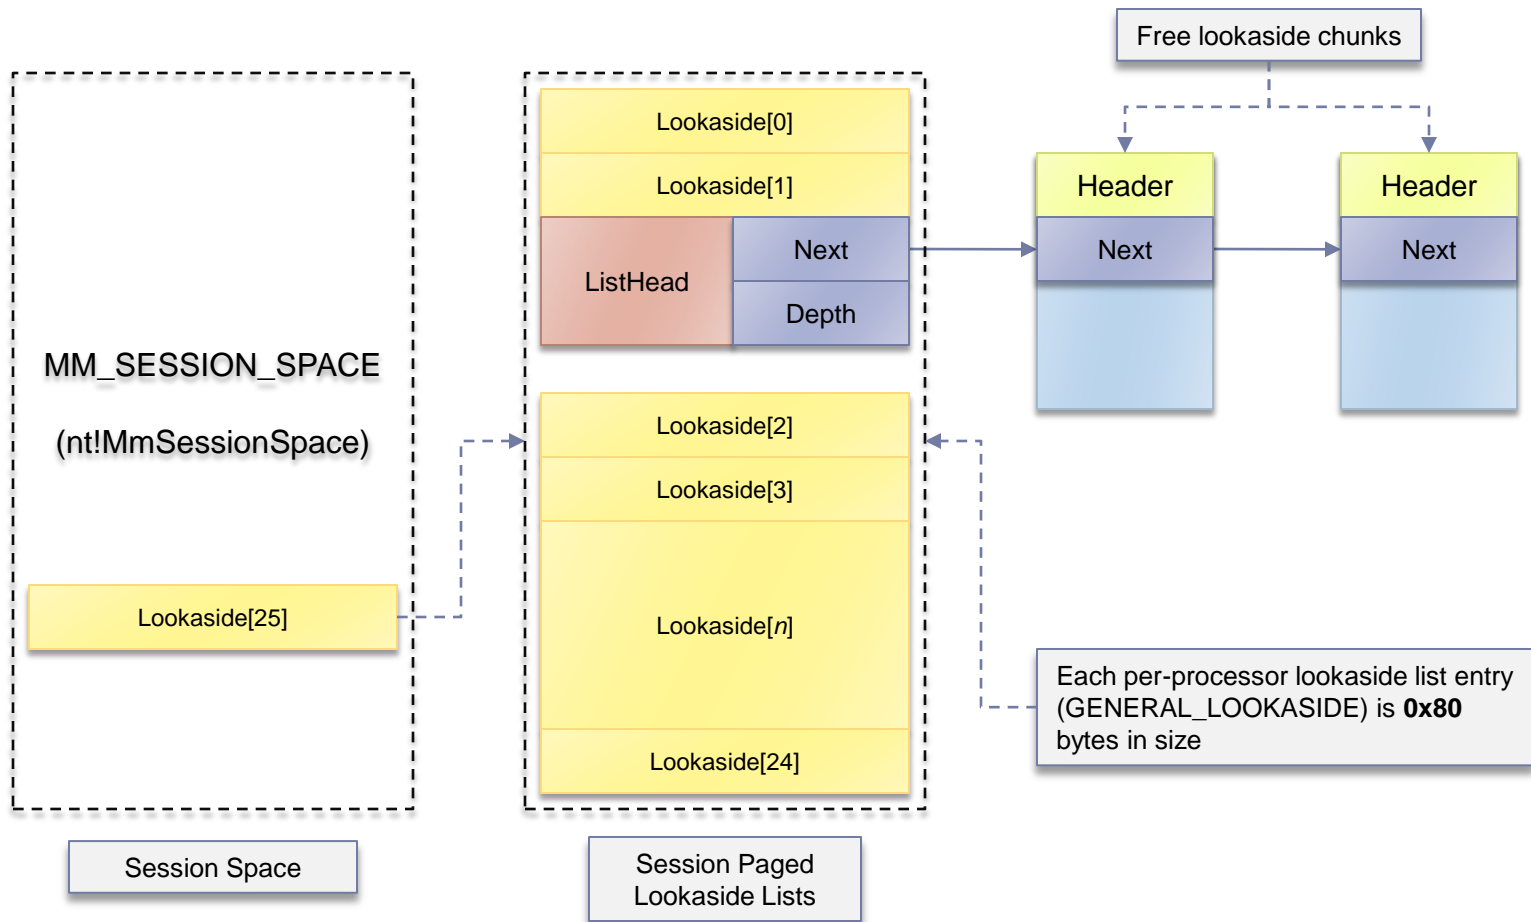 Free lookaside chunks
MM_SESSION_SPACE
(nt!MmSessionSpace)
Lookaside[25]
Session Space
Lookaside[0]
Lookaside[1]
ListHead
Next
Depth
Lookaside[2]
Lookaside[3]
Lookaside[n]
Lookaside[24]
Session Paged
Lookaside Lists
Header
Next
Header
Next
Each per-processor lookaside list entry
(GENERAL_LOOKASIDE) is 0x80
bytes in size